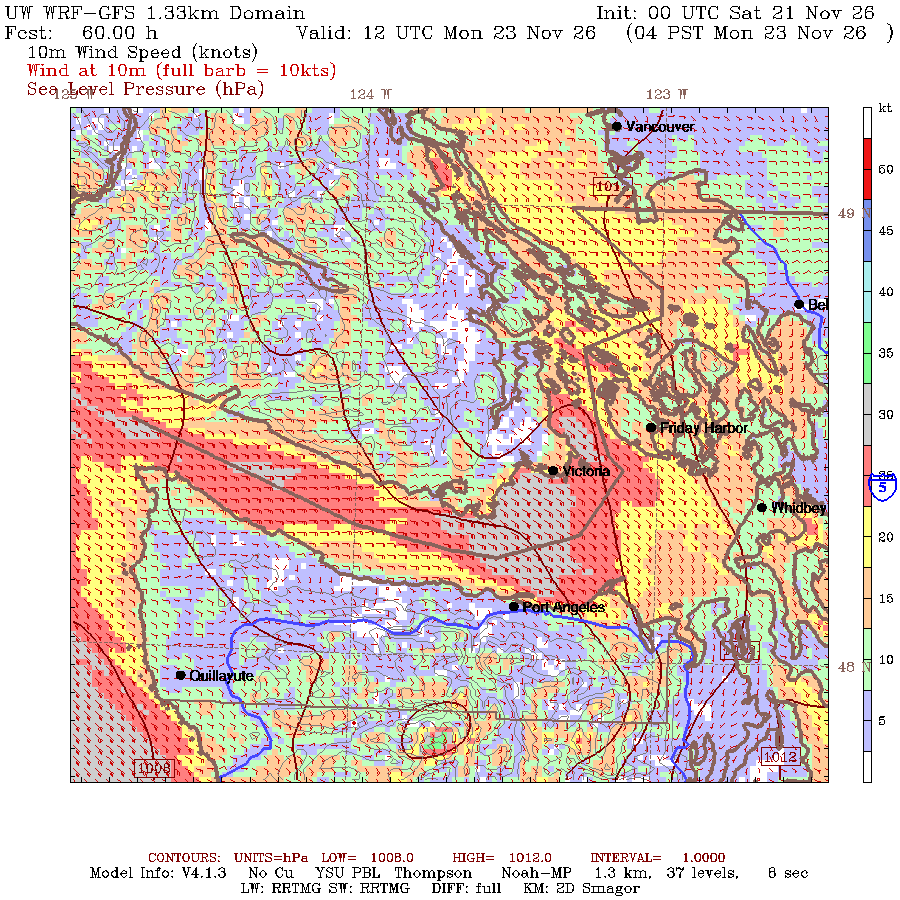 UW WRF-GFS 1.33km Domain Init: 00 UTC Sat 21 Nov 26
Fcst: 60.00 h Valid: 12 UTC Mon 23 Nov 26 (04 PST Mon 23 Nov 26 )
10m Wind Speed (knots)
Wind at 10m (full barb = 10kts)
Sea Level Pressure (hPa)
124 W 123 W
kt
Vancouver
60
101
49 N
45
40
Bel
35
30
Friday Harbor
Victoria
5
Whidbey
20
15
Port Angeles
10
48 N
Quillayute
5
1008
1012
CONTOURS: UNITS=hPa LOW= 1008.0 HIGH= 1012.0 INTERVAL= 1.0000
Model Info: V4.1.3 No Cu YSU PBL Thompson Noah-MP 1.3 km, 37 levels, 8 sec
LW: RRTMG SW: RRTMG DIFF: full KM: 2D Smagor